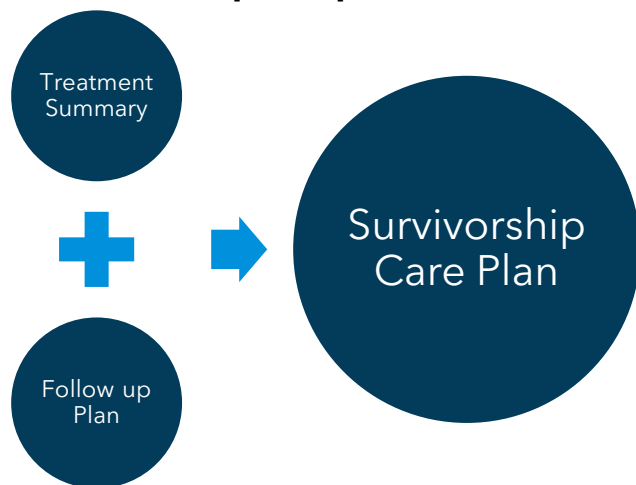 Treatment
Summary
Survivorship
Care Plan
Follow up
Plan